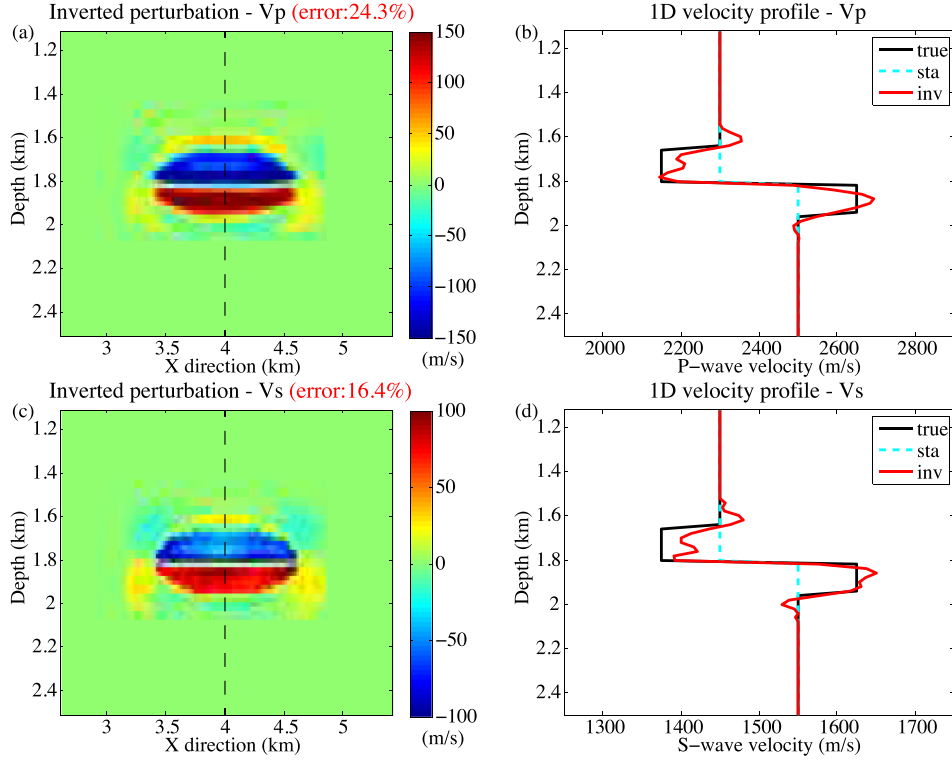 Inverted perturbation - Vp (error:24.3%)
(a)
1.2
1.4
1.6
1.8
2
2.2
2.4
Depth (km)
3
3.5
4
4.5
5
X direction (km)
150
100
50
0
−50
−100
−150
(m/s)
1D velocity profile - Vp
(b)
true
sta
inv
1.2
1.4
1.6
1.8
2
2.2
2.4
Depth (km)
2000
2200
2400
2600
2800
P−wave velocity (m/s)
Inverted perturbation - Vs (error:16.4%)
(c)
1.2
1.4
1.6
1.8
2
2.2
2.4
Depth (km)
3
3.5
4
4.5
5
X direction (km)
100
50
0
−50
−100
(m/s)
1D velocity profile - Vs
(d)
true
sta
inv
1.2
1.4
1.6
1.8
2
2.2
2.4
Depth (km)
1300
1400
1500
1600
1700
S−wave velocity (m/s)